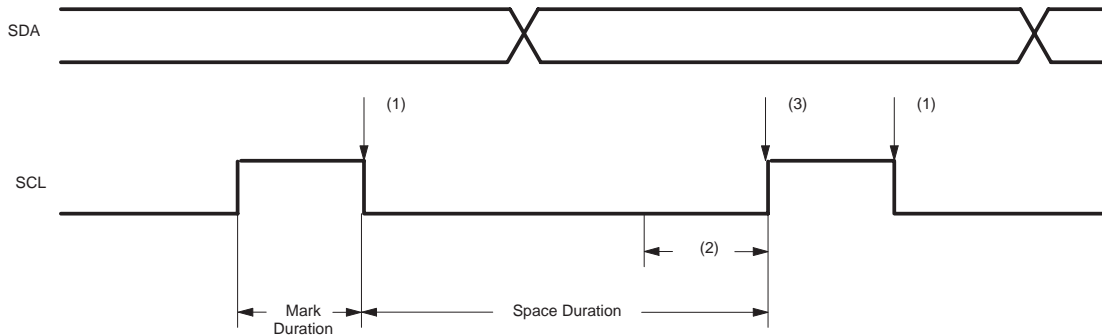 SDA
(1)
(3)
(1)
SCL
(2)
Mark
Duration
Space Duration